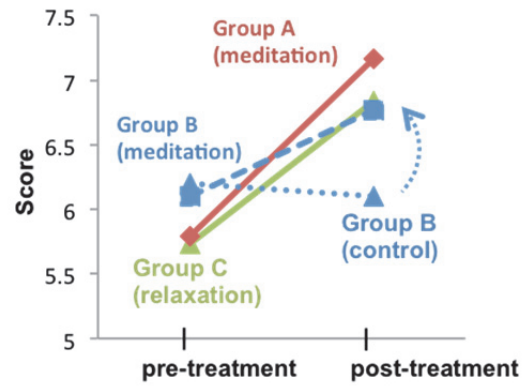 7.5
Group A
(meditation)
7
Group B
(meditation)
6.5
Score
6
Group B
(control)
Group C
(relaxation)
5.5
5
pre-treatment
post-treatment